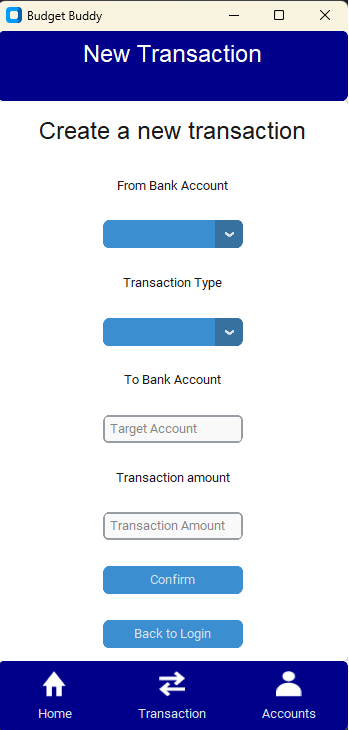 Budget Buddy
New Transaction
Create a new transaction
From Bank Account
Transaction Type
To Bank Account
Target Account
Transaction amount
Transaction Amount
Confirm
Back to Login
Home Transaction Accounts